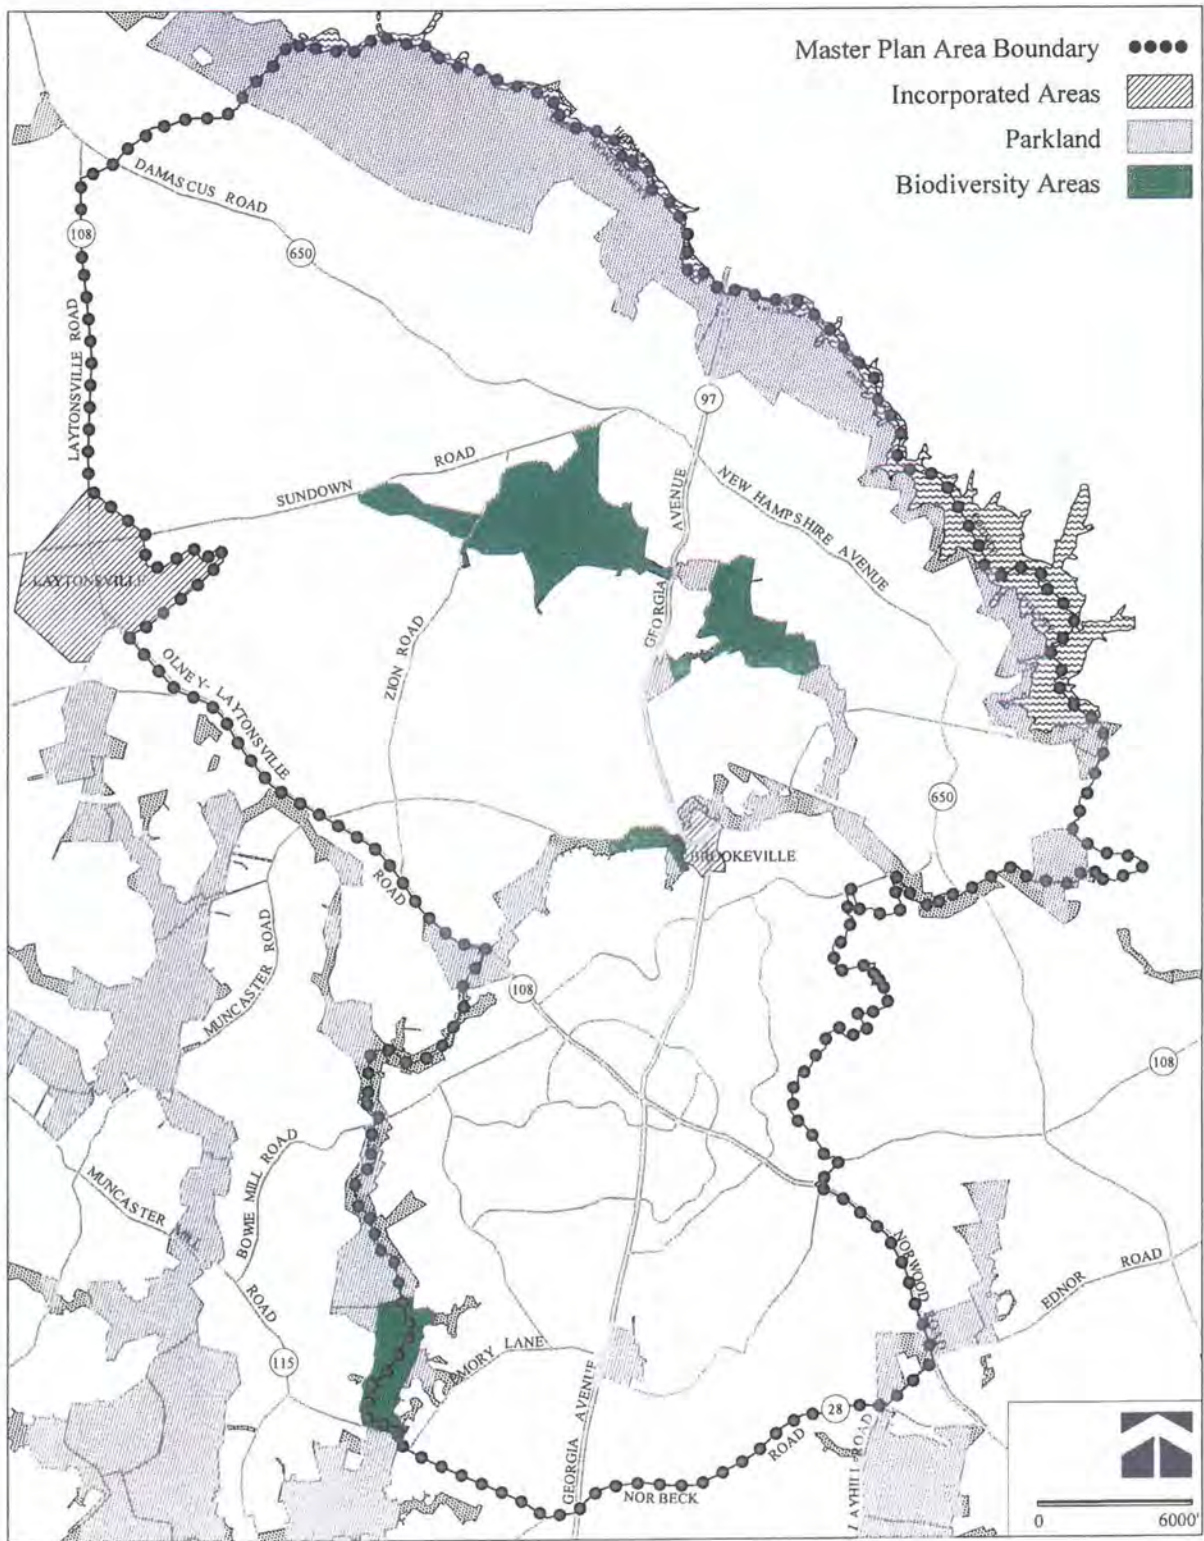 Master Plan Area Boundary
Incorporated Areas
Parkland
Biodiversity Areas
DAMASCUS ROAD
108
650
LAYTONSVILLE ROAD
97
SUNDOWN ROAD
NEW HAMPSHIRE AVENUE
GEORGIA AVENUE
LAYTONSVILLE
ZION ROAD
OLNEY-LAYTONSVILLE
ROAD
650
BROOKEVILLE
MUNCASTER ROAD
108
108
BOWIE MILL ROAD
MUNCASTER
ROAD
NORWOOD
EDNOR ROAD
115
EMORY LANE
GEORGIA AVENUE
28
ROAD
NORBECK
LAYHILL ROAD
0 6000'